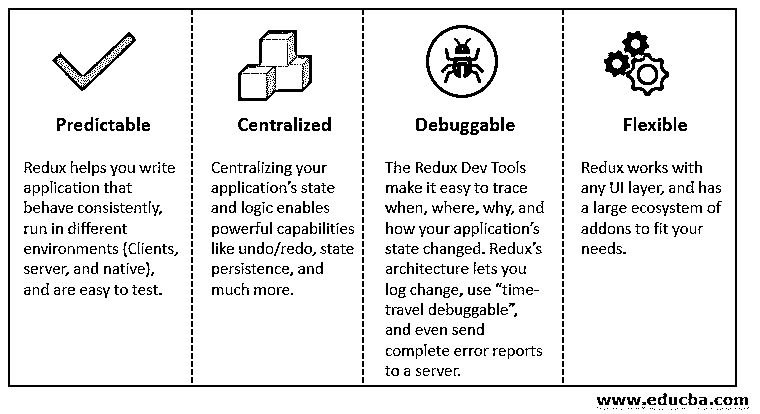 Predictable
Redux helps you write
application that
behave consistently,
run in different
environments (Clients,
server, and native),
and are easy to test.
Centralized
Centralizing your
application's state
and logic enables
powerful capabilities
like undo/redo, state
persistence, and
much more.
Debuggable
The Redux Dev Tools
make it easy to trace
when, where, why, and
how your application's
state changed. Redux's
architecture lets you
log change, use “time-
travel debuggable”,
and even send
complete error reports
to a server.
Flexible
Redux works with
any UI layer, and has
a large ecosystem of
addons to fit your
needs.
www.educba.com